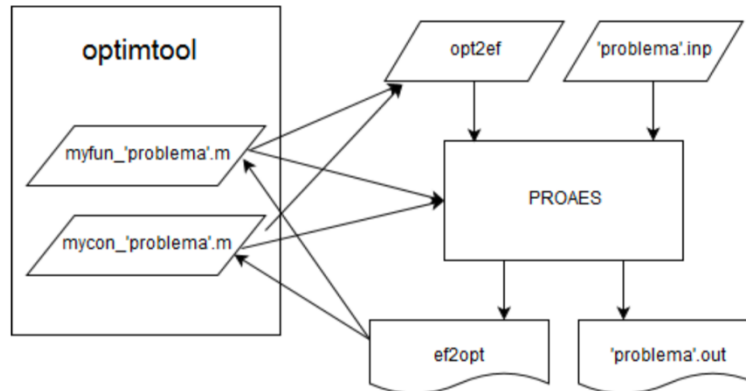 optimtool
opt2ef
'problema'.inp
myfun_'problema'.m
PROAES
mycon_'problema'.m
ef2opt
'problema'.out